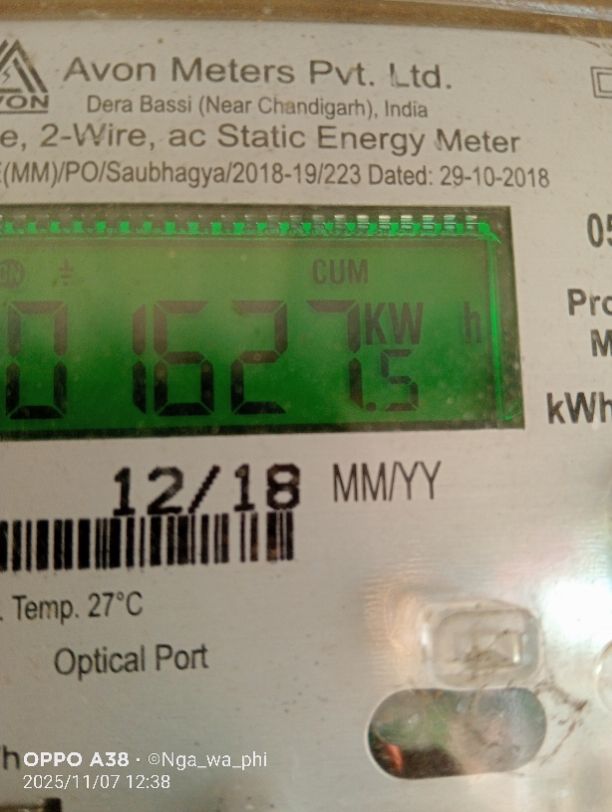 Avon Meters Pvt. Ltd.
VON
Dera Bassi (Near Chandigarh), India
e, 2-Wire, ac Static Energy Meter
E(MM)/PO/Saubhagya/2018-19/223 Dated: 29-10-2018
05
CUM
01627.5 KW h
Pro
M
kWh
12/18 MM/YY
. Temp. 27°C
Optical Port
h
OPPO A38 · ©Nga_wa_phi
2025/11/07 12:38